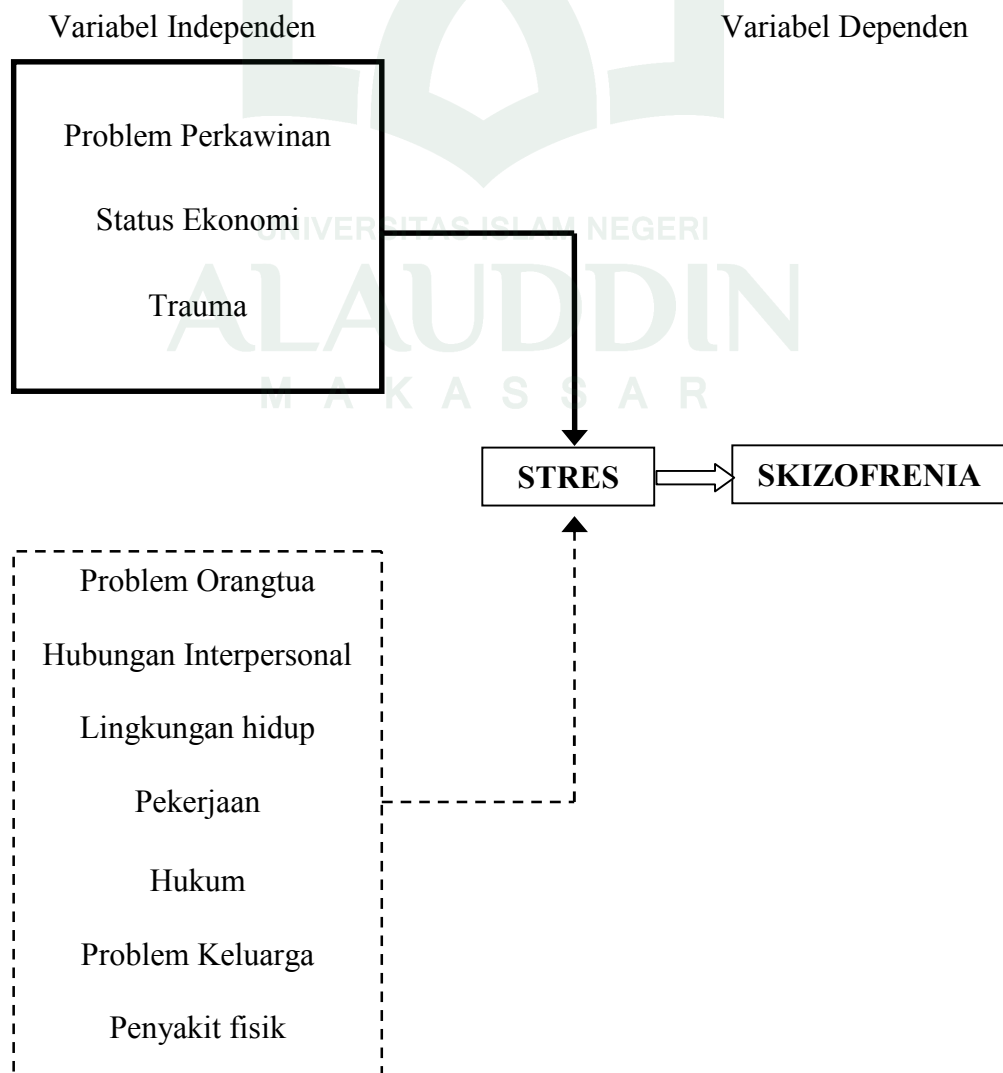 Variabel Independen
Variabel Dependen
Problem Perkawinan
Status Ekonomi
Trauma
UNIVERSITAS ISLAM NEGERI
ALAUDDIN
MAKASSAR
STRES
SKIZOFRENIA
Problem Orangtua
Hubungan Interpersonal
Lingkungan hidup
Pekerjaan
Hukum
Problem Keluarga
Penyakit fisik